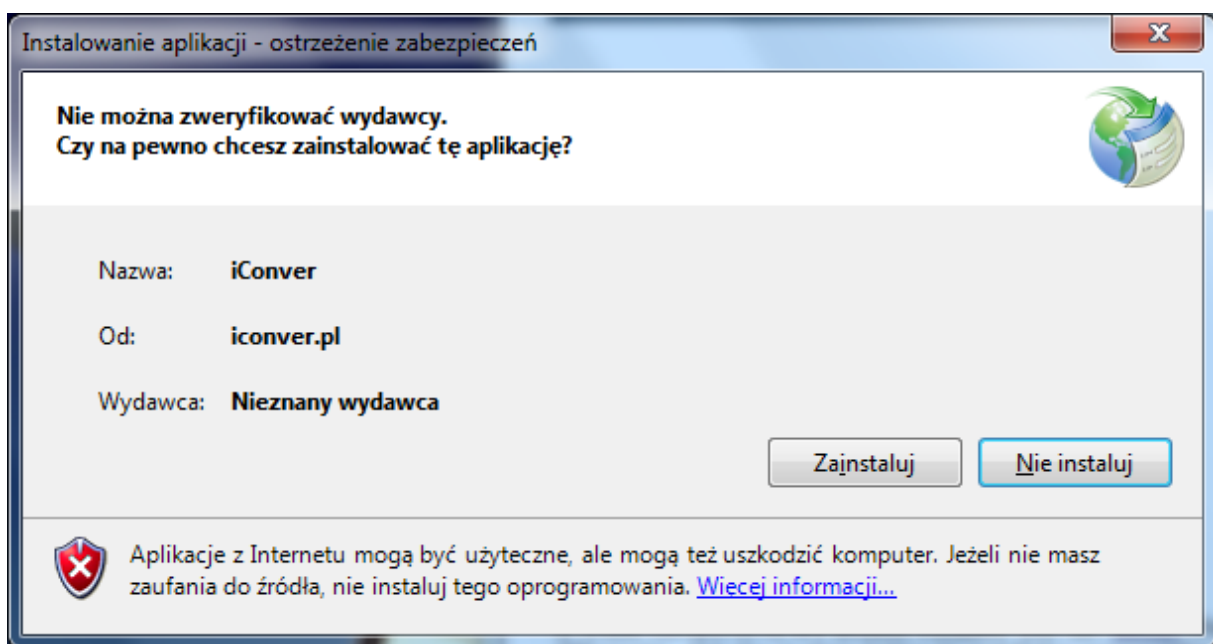 Instalowanie aplikacji - ostrzeżenie zabezpieczeń
Nie można zweryfikować wydawcy.
Czy na pewno chcesz zainstalować tę aplikację?
Nazwa: iConver
Od: iconver.pl
Wydawca: Nieznany wydawca
Zainstaluj Nie instaluj
Aplikacje z Internetu mogą być użyteczne, ale mogą też uszkodzić komputer. Jeżeli nie masz
zaufania do źródła, nie instaluj tego oprogramowania. Więcej informacji...